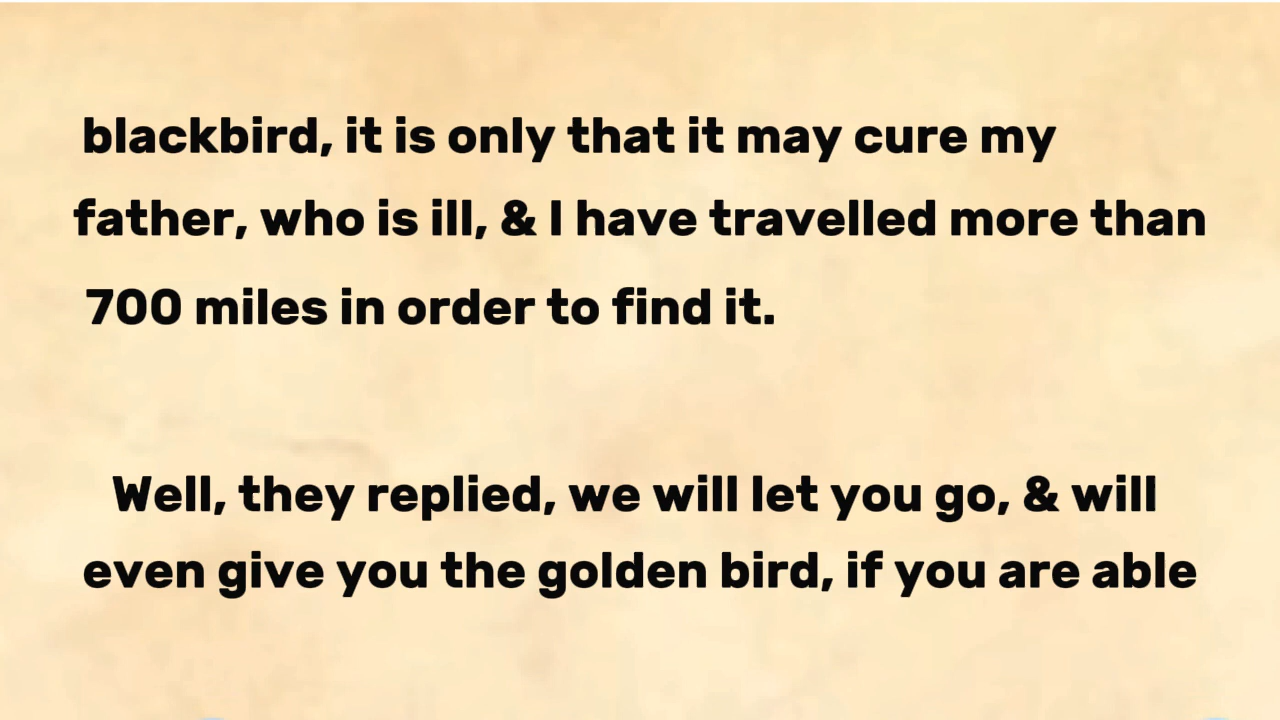 blackbird, it is only that it may cure my
father, who is ill, & I have travelled more than
700 miles in order to find it.
Well, they replied, we will let you go, & will
even give you the golden bird, if you are able